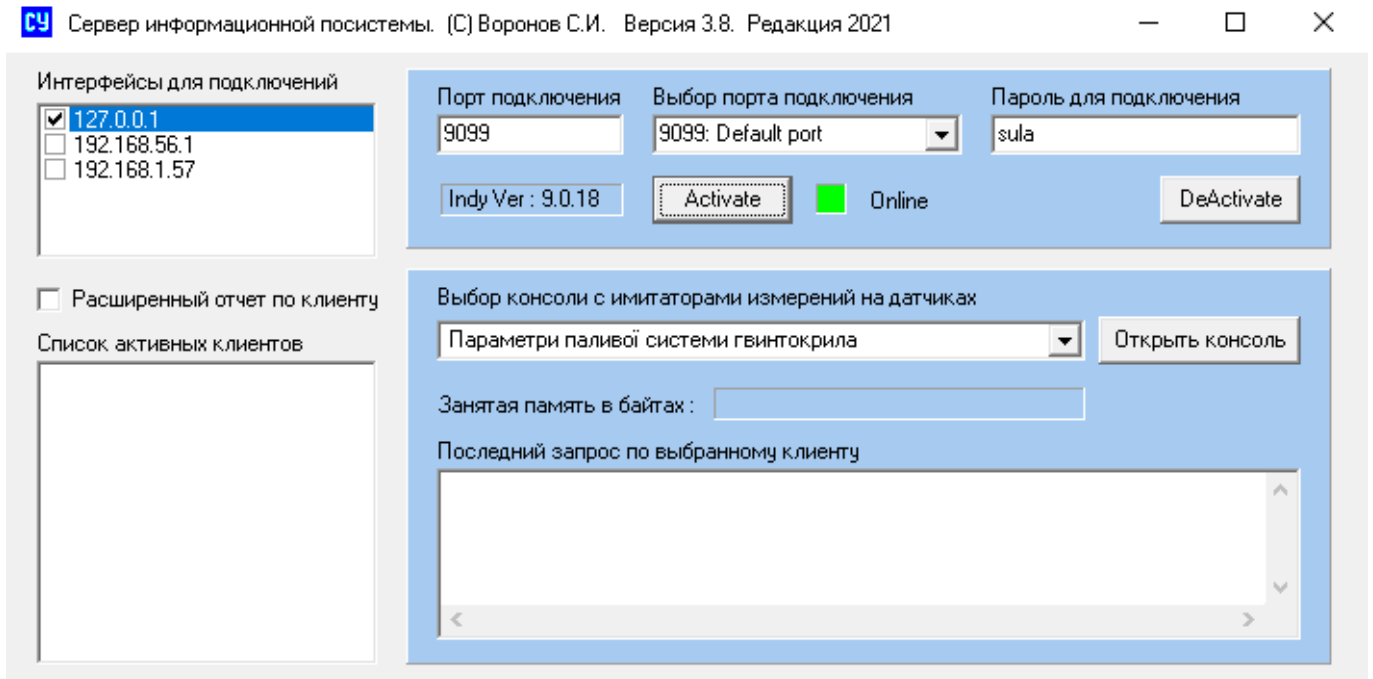 СУ Сервер информационной посистемы. (С) Воронов С.И. Версия 3.8. Редакция 2021
Интерфейсы для подключений
127.0.0.1
192.168.56.1
192.168.1.57
Порт подключения Выбор порта подключения Пароль для подключения
9099 9099: Default port sula
Indy Ver : 9.0.18 Activate Online DeActivate
Расширенный отчет по клиенту
Список активных клиентов
Выбор консоли с имитаторами измерений на датчиках
Параметри паливої системи гвинтокрила Открыть консоль
Занятая память в байтах :
Последний запрос по выбранному клиенту